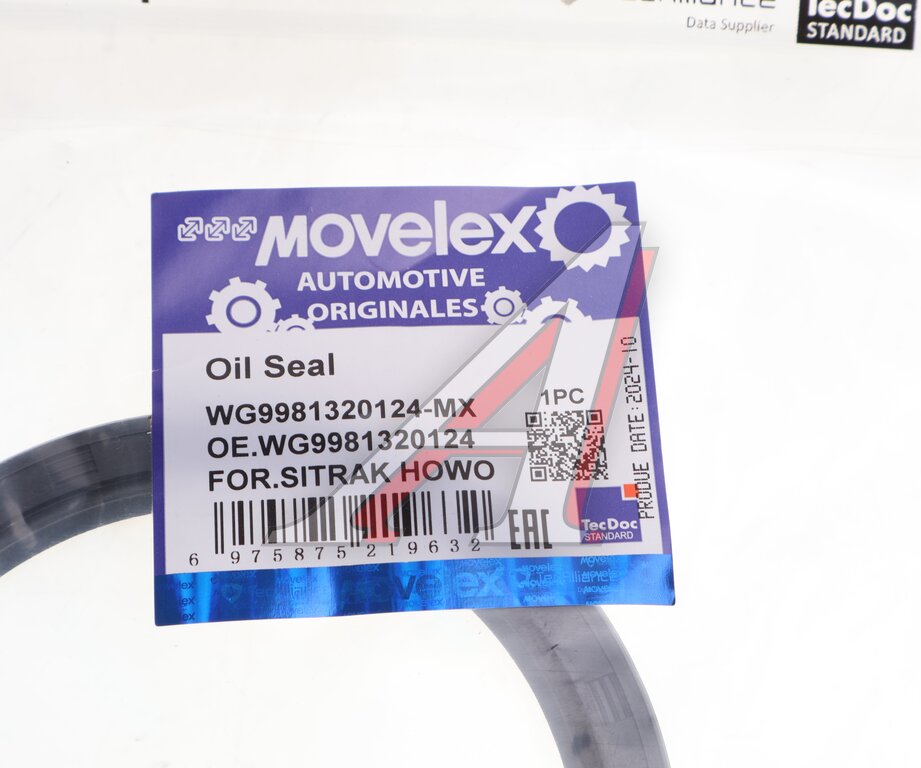 Data Supplier
TecDoc
STANDARD
MOVELEX
AUTOMOTIVE
ORIGINALES
Oil Seal
WG9981320124-MX
OE.WG9981320124
FOR.SITRAK HOWO
1PC
PRODUE DATE:2024-10
6 975875 219632
EAC
TecDoc
STANDARD
MOVELEX